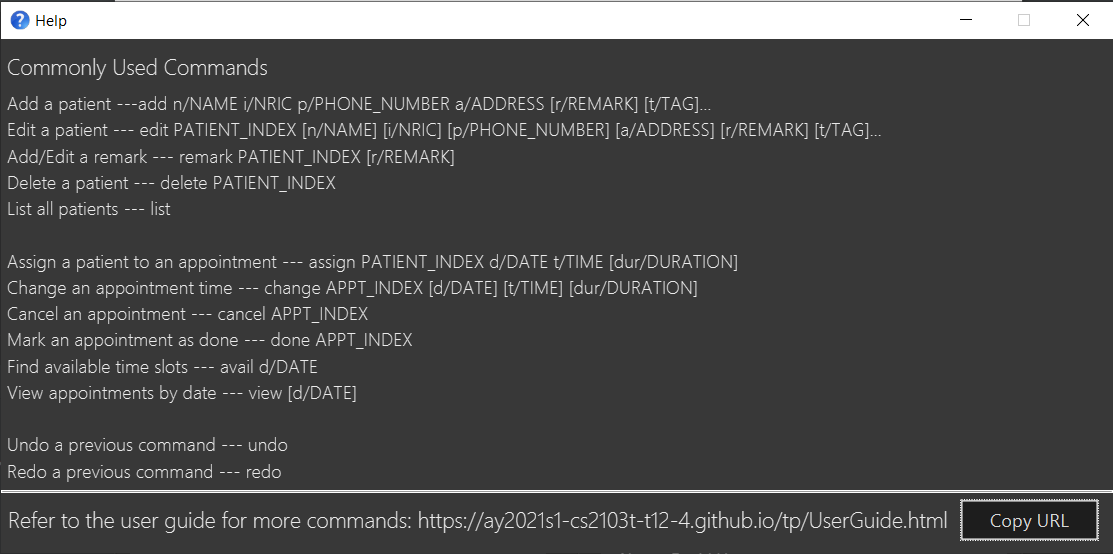 Help
Commonly Used Commands
Add a patient ---add n/NAME i/NRIC p/PHONE_NUMBER a/ADDRESS [r/REMARK] [t/TAG]...
Edit a patient --- edit PATIENT_INDEX [n/NAME] [i/NRIC] [p/PHONE_NUMBER] [a/ADDRESS] [r/REMARK] [t/TAG]...
Add/Edit a remark --- remark PATIENT_INDEX [r/REMARK]
Delete a patient --- delete PATIENT_INDEX
List all patients --- list
Assign a patient to an appointment --- assign PATIENT_INDEX d/DATE t/TIME [dur/DURATION]
Change an appointment time --- change APPT_INDEX [d/DATE] [t/TIME] [dur/DURATION]
Cancel an appointment --- cancel APPT_INDEX
Mark an appointment as done --- done APPT_INDEX
Find available time slots --- avail d/DATE
View appointments by date --- view [d/DATE]
Undo a previous command --- undo
Redo a previous command --- redo
Refer to the user guide for more commands: https://ay2021s1-cs2103t-t12-4.github.io/tp/UserGuide.html
Copy URL